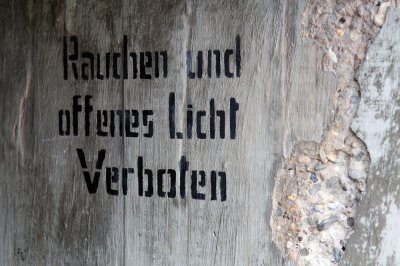 Rauchen und
offenes Licht
Verboten